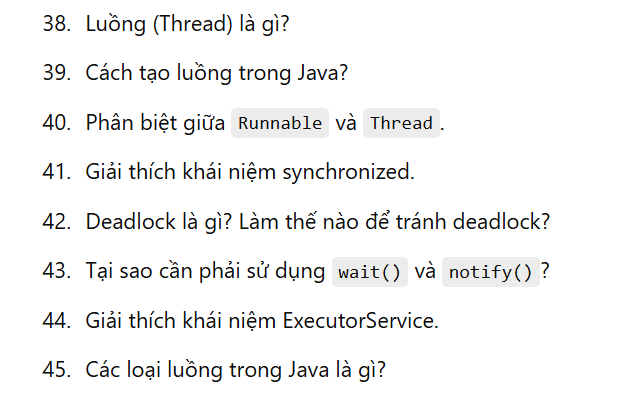 38. Luồng (Thread) là gì?
39. Cách tạo luồng trong Java?
40. Phân biệt giữa Runnable và Thread.
41. Giải thích khái niệm synchronized.
42. Deadlock là gì? Làm thế nào để tránh deadlock?
43. Tại sao cần phải sử dụng wait() và notify()?
44. Giải thích khái niệm ExecutorService.
45. Các loại luồng trong Java là gì?